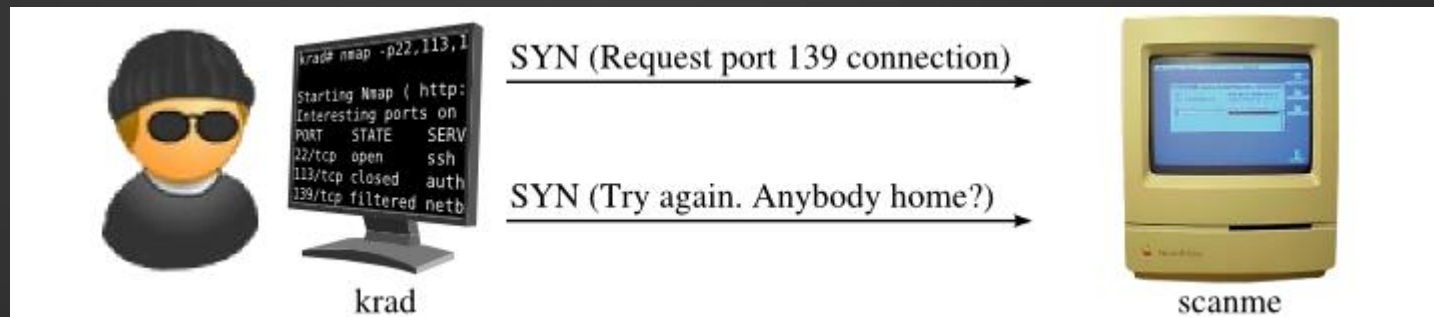 krad# nmap -p22,113,1
Starting Nmap ( http:
Interesting ports on
PORT STATE SERV
22/tcp open ssh
113/tcp closed auth
139/tcp filtered netb
SYN (Request port 139 connection)
SYN (Try again. Anybody home?)
krad
scanme